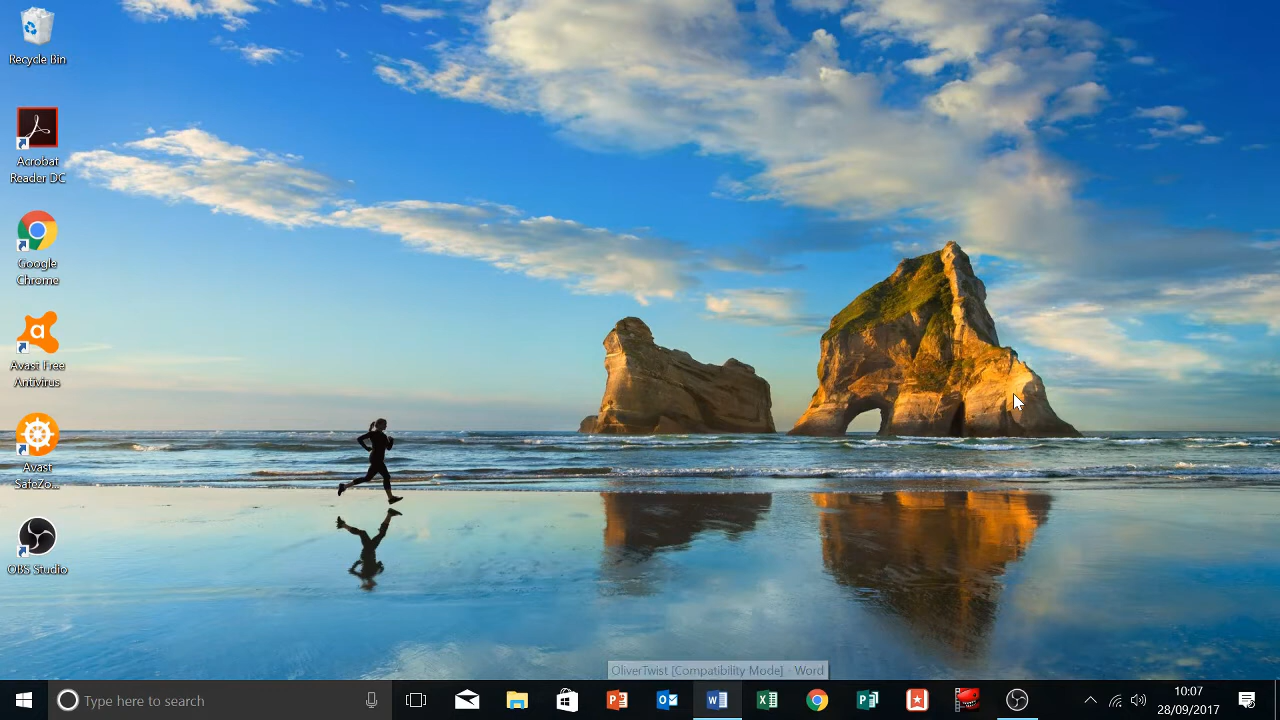 Recycle Bin
Acrobat
Reader DC
Google
Chrome
Avast Free
Antivirus
Avast
SafeZo...
OBS Studio
OliverTwist [Compatibility Mode] - Word
Type here to search
10:07
28/09/2017